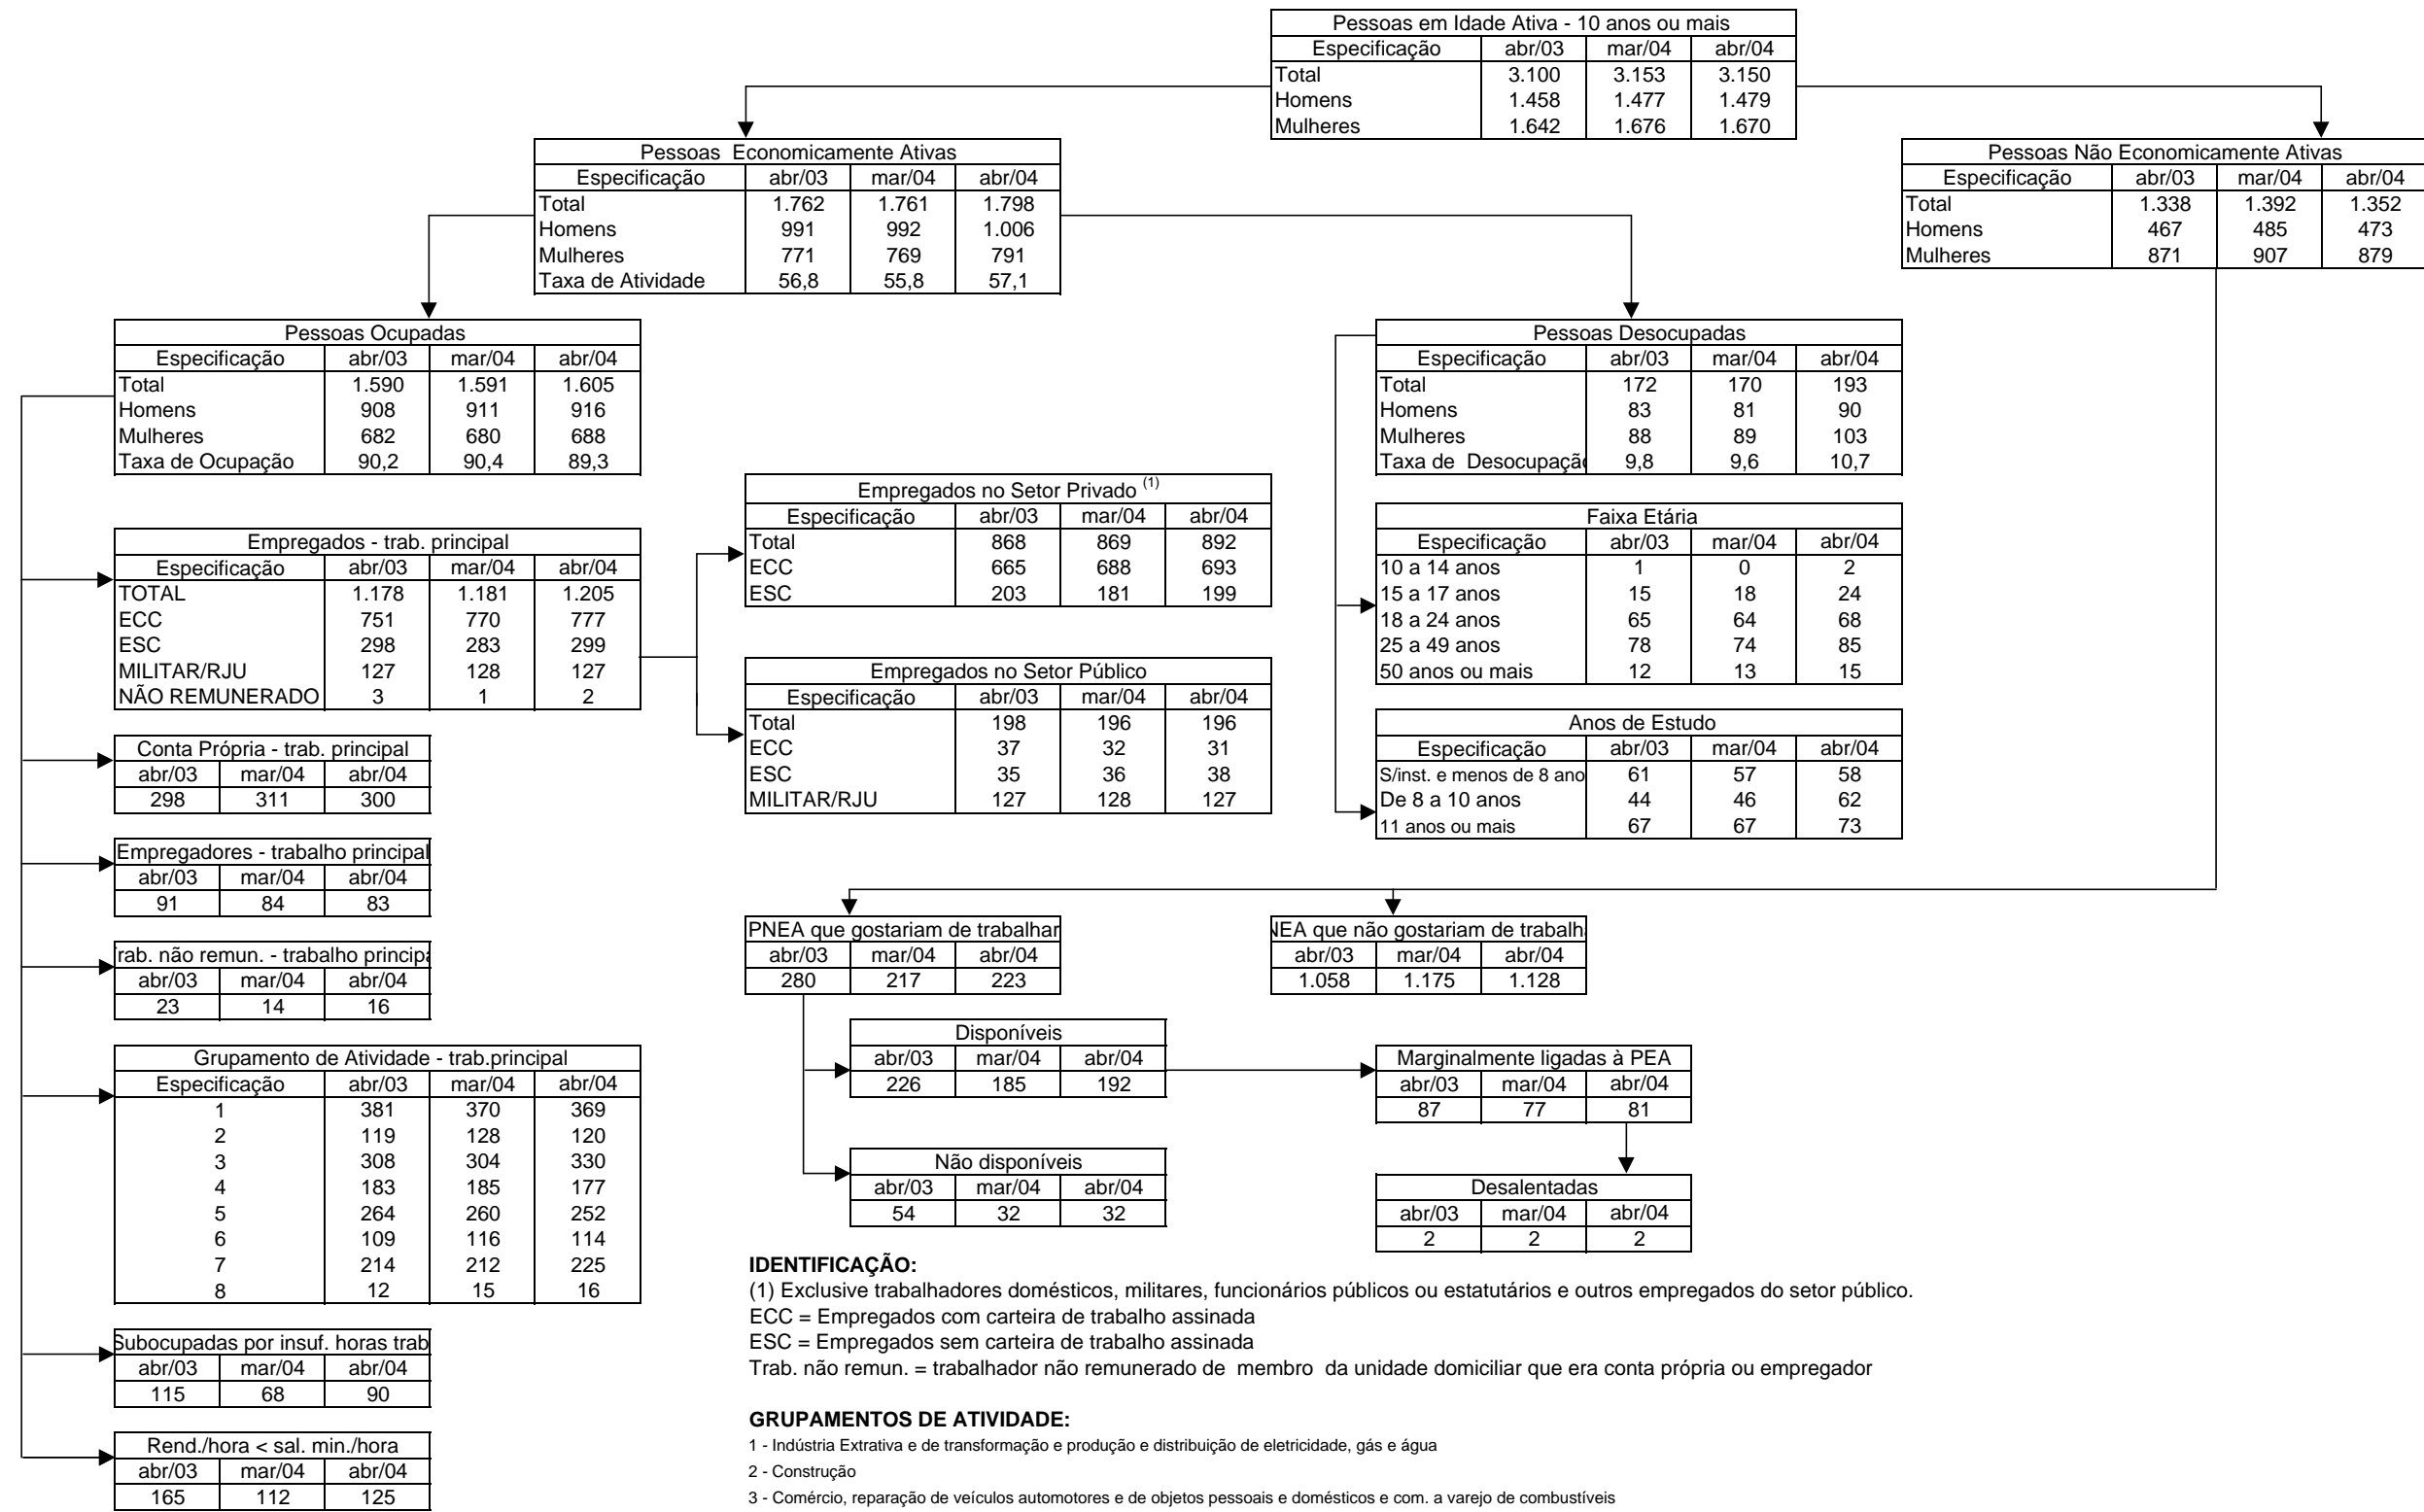 Pessoas em Idade Ativa - 10 anos ou mais
Especificação abr/03 mar/04 abr/04
Total 3.100 3.153 3.150
Homens 1.458 1.477 1.479
Mulheres 1.642 1.676 1.670
Pessoas Economicamente Ativas
Especificação abr/03 mar/04 abr/04
Total 1.762 1.761 1.798
Homens 991 992 1.006
Mulheres 771 769 791
Taxa de Atividade 56,8 55,8 57,1
Pessoas Não Economicamente Ativas
Especificação abr/03 mar/04 abr/04
Total 1.338 1.392 1.352
Homens 467 485 473
Mulheres 871 907 879
Pessoas Ocupadas
Especificação abr/03 mar/04 abr/04
Total 1.590 1.591 1.605
Homens 908 911 916
Mulheres 682 680 688
Taxa de Ocupação 90,2 90,4 89,3
Pessoas Desocupadas
Especificação abr/03 mar/04 abr/04
Total 172 170 193
Homens 83 81 90
Mulheres 88 89 103
Taxa de Desocupação 9,8 9,6 10,7
Empregados - trab. principal
Especificação abr/03 mar/04 abr/04
TOTAL 1.178 1.181 1.205
ECC 751 770 777
ESC 298 283 299
MILITAR/RJU 127 128 127
NÃO REMUNERADO 3 1 2
Empregados no Setor Privado (1)
Especificação abr/03 mar/04 abr/04
Total 868 869 892
ECC 665 688 693
ESC 203 181 199
Empregados no Setor Público
Especificação abr/03 mar/04 abr/04
Total 198 196 196
ECC 37 32 31
ESC 35 36 38
MILITAR/RJU 127 128 127
Faixa Etária
Especificação abr/03 mar/04 abr/04
10 a 14 anos 1 0 2
15 a 17 anos 15 18 24
18 a 24 anos 65 64 68
25 a 49 anos 78 74 85
50 anos ou mais 12 13 15
Anos de Estudo
Especificação abr/03 mar/04 abr/04
S/inst. e menos de 8 ano 61 57 58
De 8 a 10 anos 44 46 62
11 anos ou mais 67 67 73
Conta Própria - trab. principal
abr/03 mar/04 abr/04
298 311 300
Empregadores - trabalho principal
abr/03 mar/04 abr/04
91 84 83
rab. não remun. - trabalho principa
abr/03 mar/04 abr/04
23 14 16
Grupamento de Atividade - trab.principal
Especificação abr/03 mar/04 abr/04
1 381 370 369
2 119 128 120
3 308 304 330
4 183 185 177
5 264 260 252
6 109 116 114
7 214 212 225
8 12 15 16
Subocupadas por insuf. horas trab
abr/03 mar/04 abr/04
115 68 90
Rend./hora < sal. min./hora
abr/03 mar/04 abr/04
165 112 125
PNEA que gostariam de trabalhar
abr/03 mar/04 abr/04
280 217 223
NEA que não gostariam de trabalha
abr/03 mar/04 abr/04
1.058 1.175 1.128
Disponíveis
abr/03 mar/04 abr/04
226 185 192
Marginalmente ligadas à PEA
abr/03 mar/04 abr/04
87 77 81
Não disponíveis
abr/03 mar/04 abr/04
54 32 32
Desalentadas
abr/03 mar/04 abr/04
2 2 2
IDENTIFICAÇÃO:
(1) Exclusive trabalhadores domésticos, militares, funcionários públicos ou estatutários e outros empregados do setor público.
ECC = Empregados com carteira de trabalho assinada
ESC = Empregados sem carteira de trabalho assinada
Trab. não remun. = trabalhador não remunerado de membro da unidade domiciliar que era conta própria ou empregador
GRUPAMENTOS DE ATIVIDADE:
1 - Indústria Extrativa e de transformação e produção e distribuição de eletricidade, gás e água
2 - Construção
3 - Comércio, reparação de veículos automotores e de objetos pessoais e domésticos e com. a varejo de combustíveis